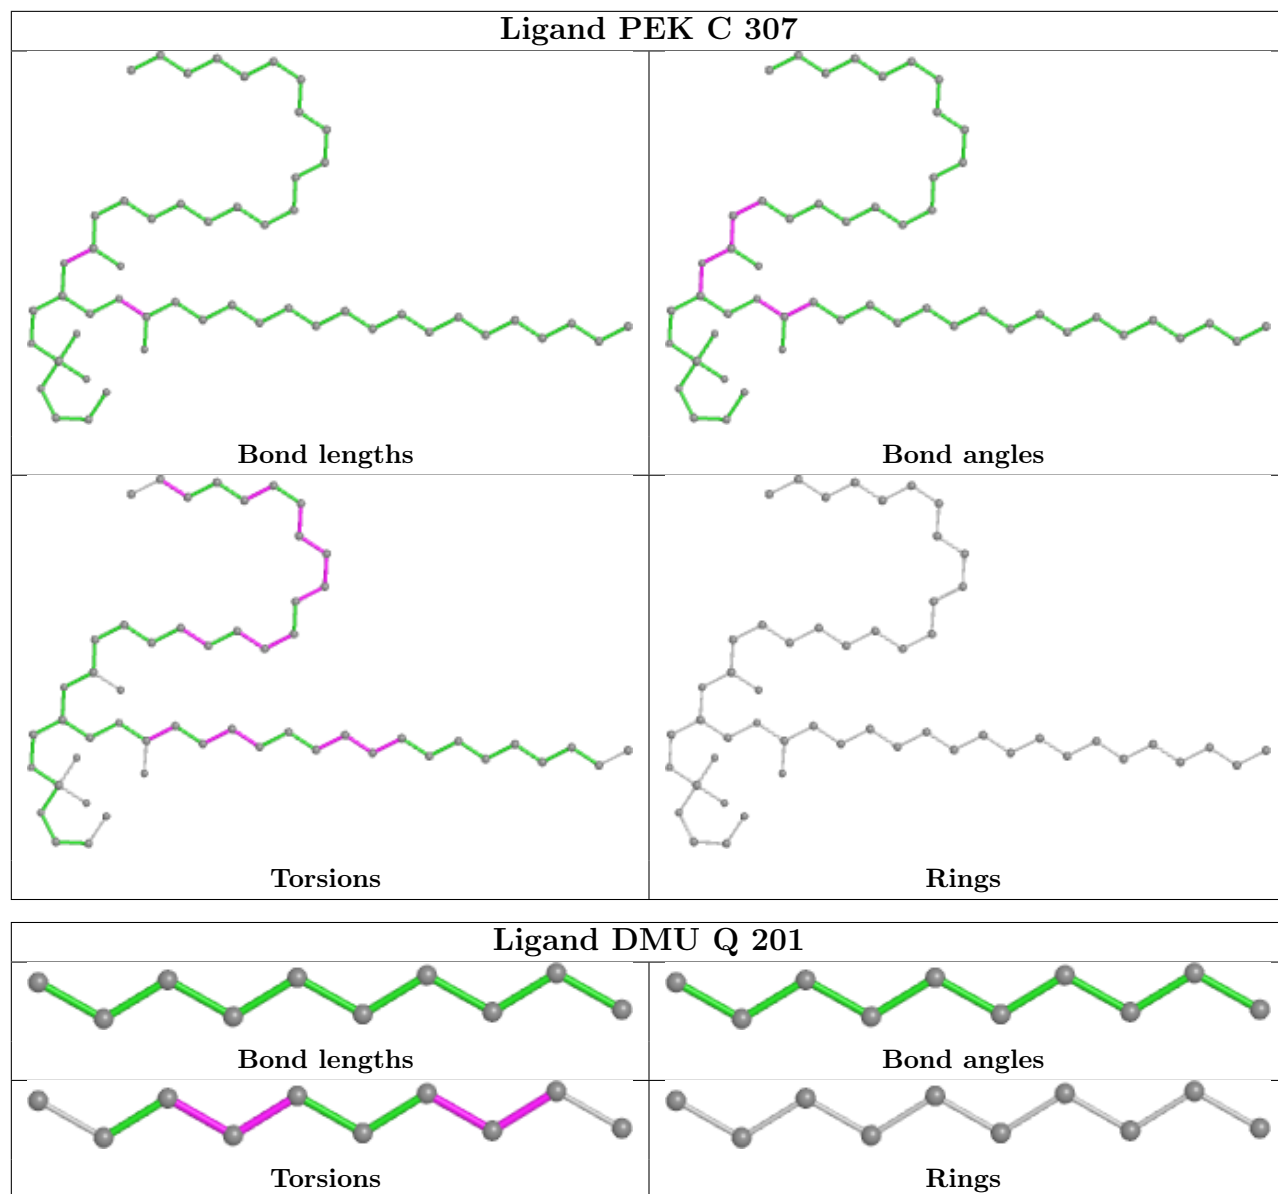 Ligand PEK C 307
Bond lengths
Bond angles
Torsions
Rings
Ligand DMU Q 201
Bond lengths
Bond angles
Torsions
Rings